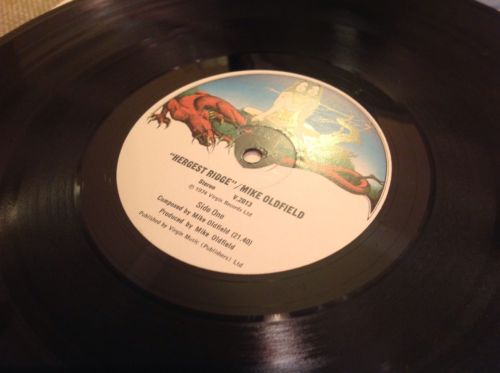 "HERGEST RIDGE"/MIKE OLDFIELD
Stereo V.2013
℗ 1974 Virgin Records Ltd
Side One
Composed by Mike Oldfield (21.40)
Produced by Mike Oldfield
Published by Virgin Music (Publishers) Ltd